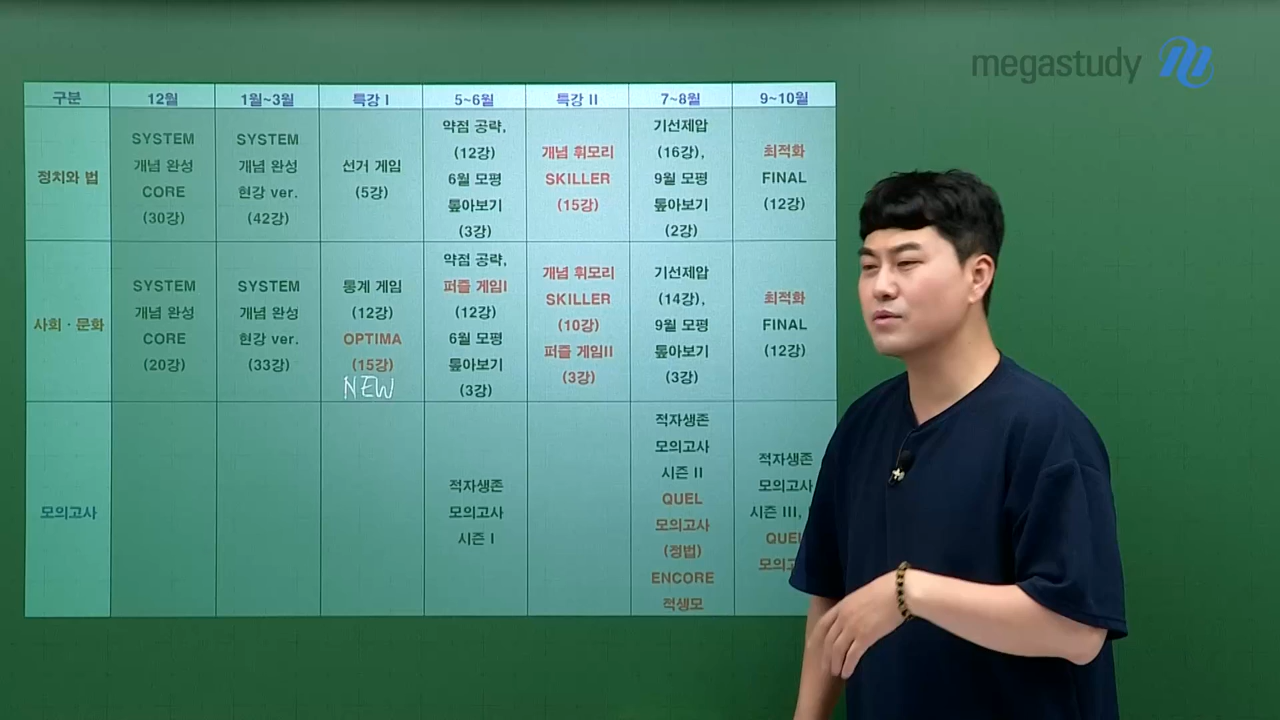 megastudy
구분 12월 1월~3월 특강 I 5~6월 특강 II 7~8월 9~10월
정치와 법
SYSTEM
개념 완성
CORE
(30강)
SYSTEM
개념 완성
현강 ver.
(42강)
선거 게임
(5강)
약점 공략,
(12강)
6월 모평
톺아보기
(3강)
개념 휘모리
SKILLER
(15강)
기선제압
(16강),
9월 모평
톺아보기
(2강)
최적화
FINAL
(12강)
사회·문화
SYSTEM
개념 완성
CORE
(20강)
SYSTEM
개념 완성
현강 ver.
(33강)
통계 게임
(12강)
OPTIMA
(15강)
NEW
약점 공략,
퍼즐 게임I
(12강)
6월 모평
톺아보기
(3강)
개념 휘모리
SKILLER
(10강)
퍼즐 게임II
(3강)
기선제압
(14강),
9월 모평
톺아보기
(3강)
최적화
FINAL
(12강)
모의고사
적자생존
모의고사
시즌 I
적자생존
모의고사
시즌 II
QUEL
모의고사
(정법)
ENCORE
적생모
적자생존
모의고사
시즌 III,